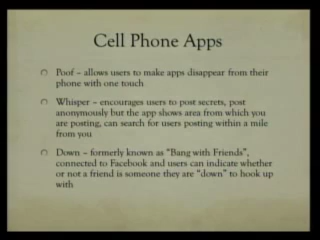 Cell Phone Apps
Poof – allows users to make apps disappear from their
phone with one touch
Whisper – encourages users to post secrets, post
anonymously but the app shows area from which you
are posting, can search for users posting within a mile
from you
Down – formerly known as "Bang with Friends",
connected to Facebook and users can indicate whether
or not a friend is someone they are "down" to hook up
with